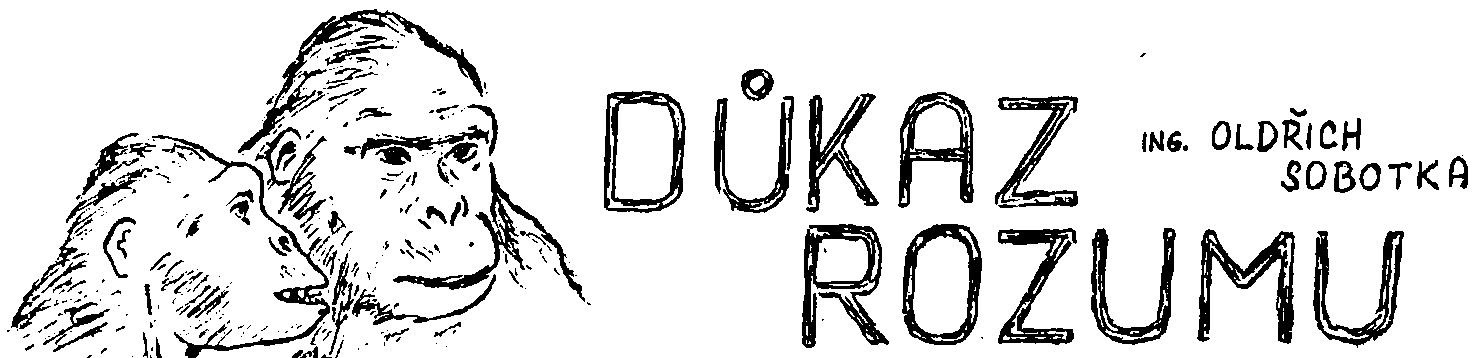 DŮKAZ
ROZUMU
ING. OLDŘICH
SOBOTKA